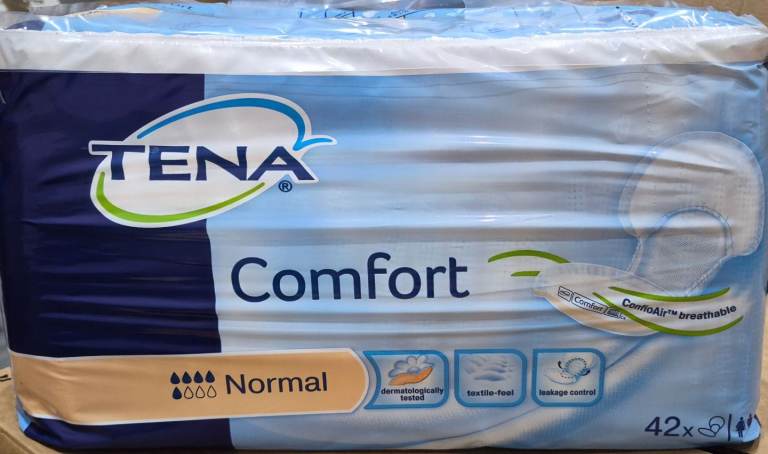 TENA®
Comfort
Comfort
ConfioAir™ breathable
Normal
dermatologically
tested
textile-feel
leakage control
42x